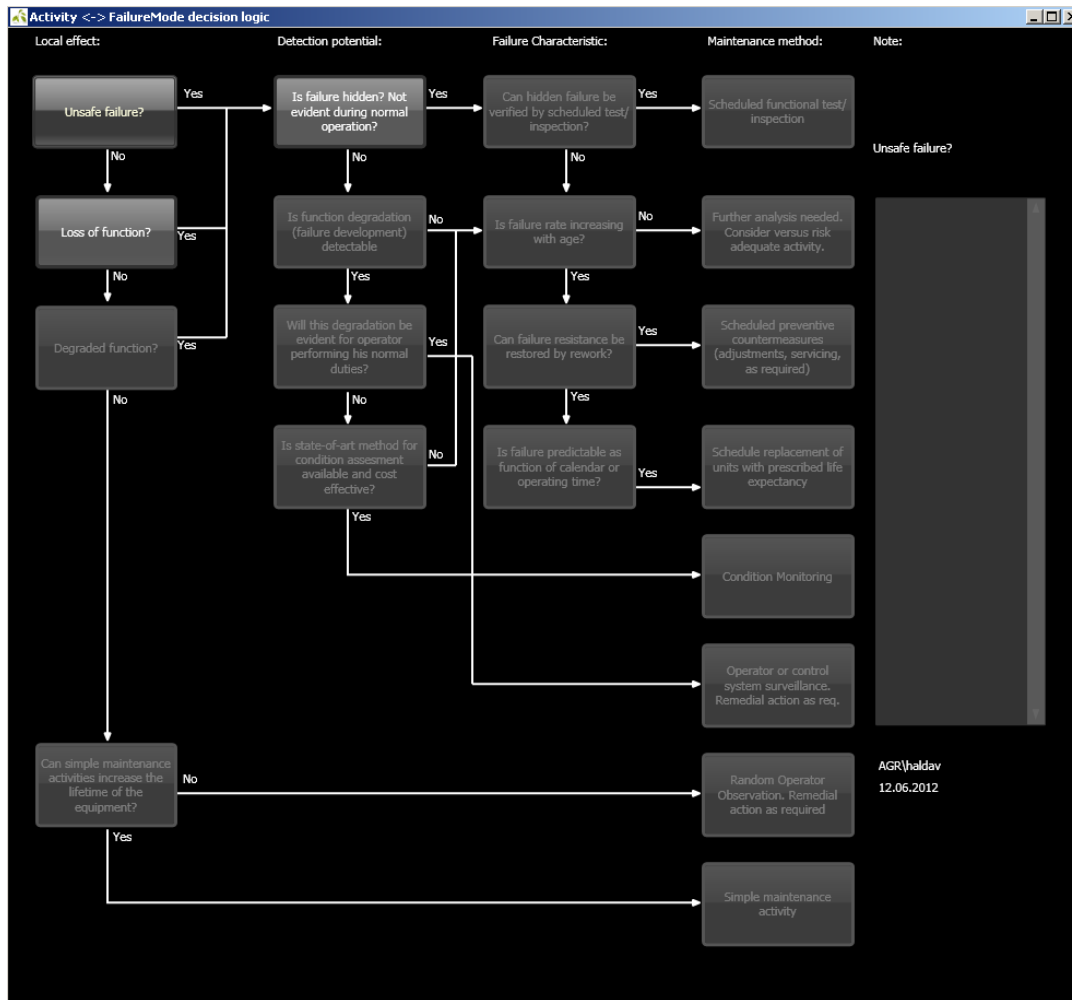 Activity <-> FailureMode decision logic
Local effect:
Detection potential:
Failure Characteristic:
Maintenance method:
Note:
Unsafe failure?
Yes
Is failure hidden? Not
evident during normal
operation?
Yes
Can hidden failure be
verified by scheduled test/
inspection?
Yes
Scheduled functional test/
inspection
Unsafe failure?
No
No
No
Loss of function?
Yes
Is function degradation
(failure development)
detectable
No
Is failure rate increasing
with age?
No
Further analysis needed.
Consider versus risk
adequate activity.
No
Yes
Yes
Degraded function?
Yes
Will this degradation be
evident for operator
performing his normal
duties?
Yes
Can failure resistance be
restored by rework?
Yes
Scheduled preventive
countermeasures
(adjustments, servicing,
as required)
No
No
Yes
Is state-of-art method for
condition assesment
available and cost
effective?
No
Is failure predictable as
function of calendar or
operating time?
Yes
Schedule replacement of
units with prescribed life
expectancy
Yes
Condition Monitoring
Operator or control
system surveillance.
Remedial action as req.
Can simple maintenance
activities increase the
lifetime of the
equipment?
No
Random Operator
Observation. Remedial
action as required
AGR\haldav
12.06.2012
Yes
Simple maintenance
activity